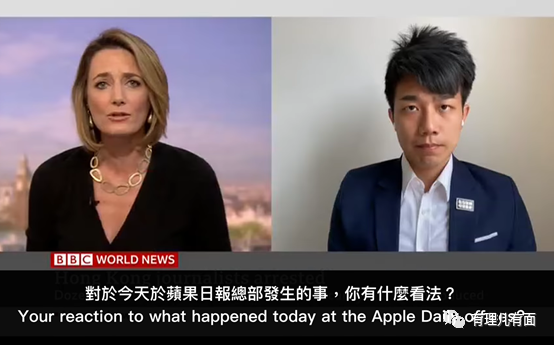 BBC WORLD NEWS
Hong Kong journalists arrested
對於今天於蘋果日報總部發生的事，你有什麼看法？
Your reaction to what happened today at the Apple Daily offices?
有理凡有面